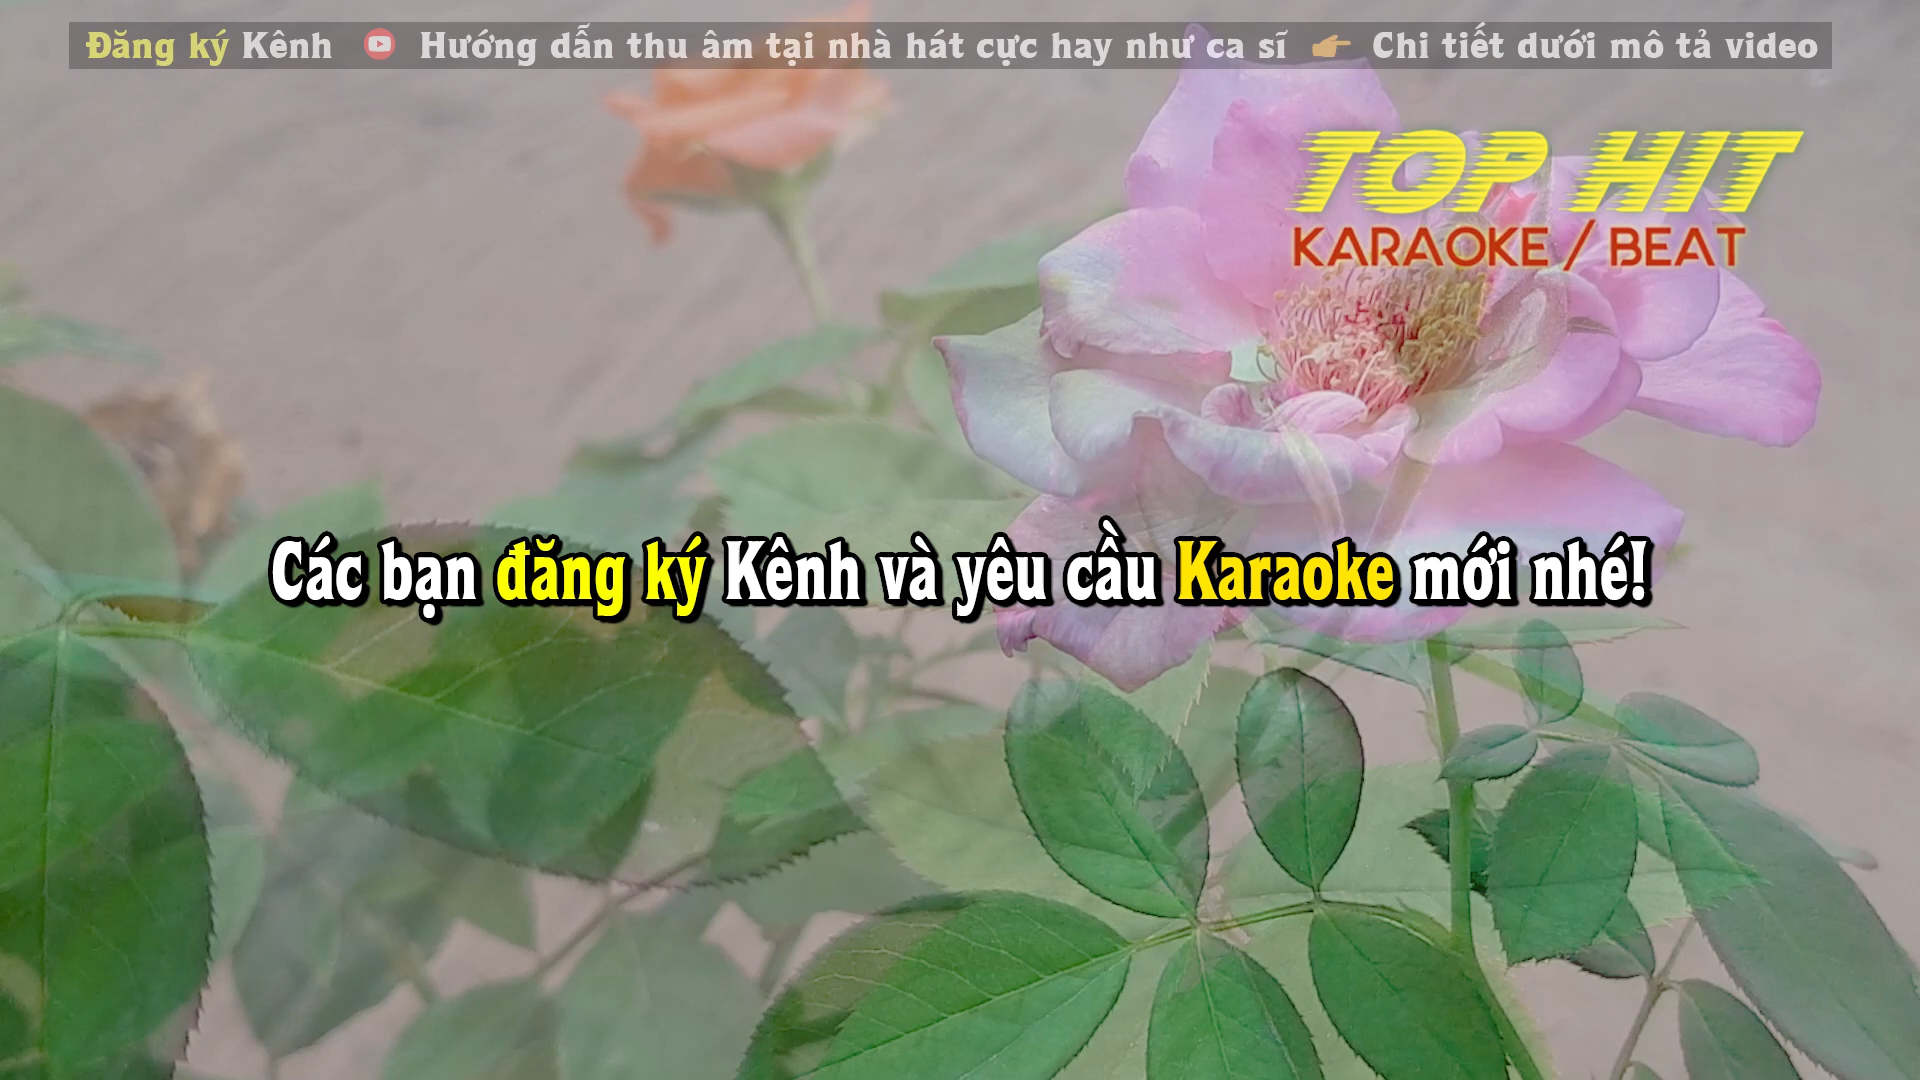 Đăng ký Kênh Hướng dẫn thu âm tại nhà hát cực hay như ca sĩ 👉 Chi tiết dưới mô tả video
TOP HIT
KARAOKE / BEAT
Các bạn đăng ký Kênh và yêu cầu Karaoke mới nhé!